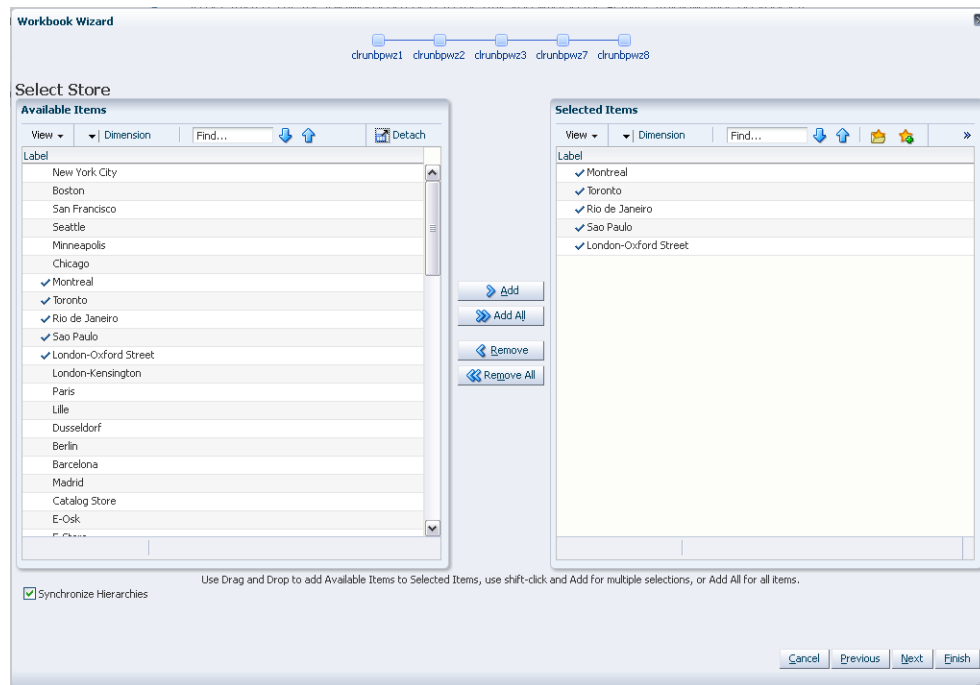 Workbook Wizard
clrunbpwz1 clrunbpwz2 clrunbpwz3 clrunbpwz7 clrunbpwz8
Select Store
Available Items
View Dimension Find... Detach
Label
New York City
Boston
San Francisco
Seattle
Minneapolis
Chicago
Montreal
Toronto
Rio de Janeiro
Sao Paulo
London-Oxford Street
London-Kensington
Paris
Lille
Dusseldorf
Berlin
Barcelona
Madrid
Catalog Store
E-Osk
Add
Add All
Remove
Remove All
Selected Items
View Dimension Find... »
Label
Montreal
Toronto
Rio de Janeiro
Sao Paulo
London-Oxford Street
Use Drag and Drop to add Available Items to Selected Items, use shift-click and Add for multiple selections, or Add All for all items.
Synchronize Hierarchies
Cancel Previous Next Finish